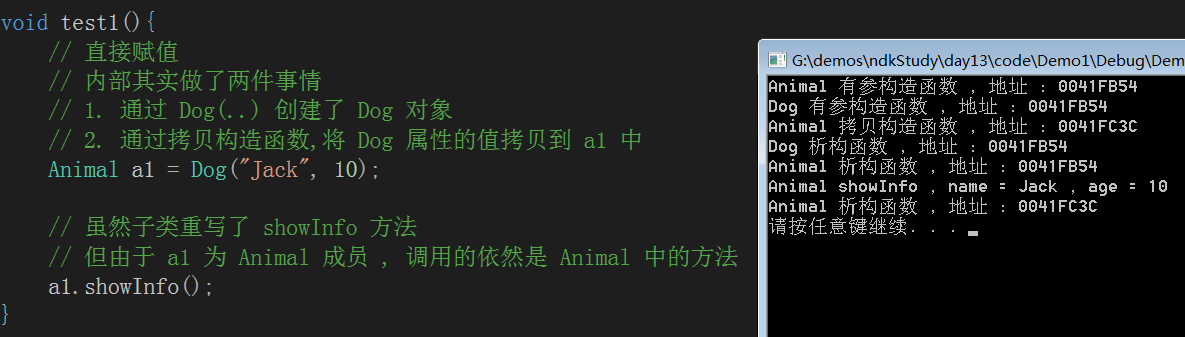 void test1(){
// 直接赋值
// 内部其实做了两件事情
// 1. 通过 Dog(..) 创建了 Dog 对象
// 2. 通过拷贝构造函数,将 Dog 属性的值拷贝到 a1 中
Animal a1 = Dog("Jack", 10);
// 虽然子类重写了 showInfo 方法
// 但由于 a1 为 Animal 成员 , 调用的依然是 Animal 中的方法
a1.showInfo();
}
G:\demos\ndkStudy\day13\code\Demo1\Debug\Dem
Animal 有参构造函数 , 地址 : 0041FB54
Dog 有参构造函数 , 地址 : 0041FB54
Animal 拷贝构造函数 , 地址 : 0041FC3C
Dog 析构函数 , 地址 : 0041FB54
Animal 析构函数 , 地址 : 0041FB54
Animal showInfo , name = Jack , age = 10
Animal 析构函数 , 地址 : 0041FC3C
请按任意键继续. . .